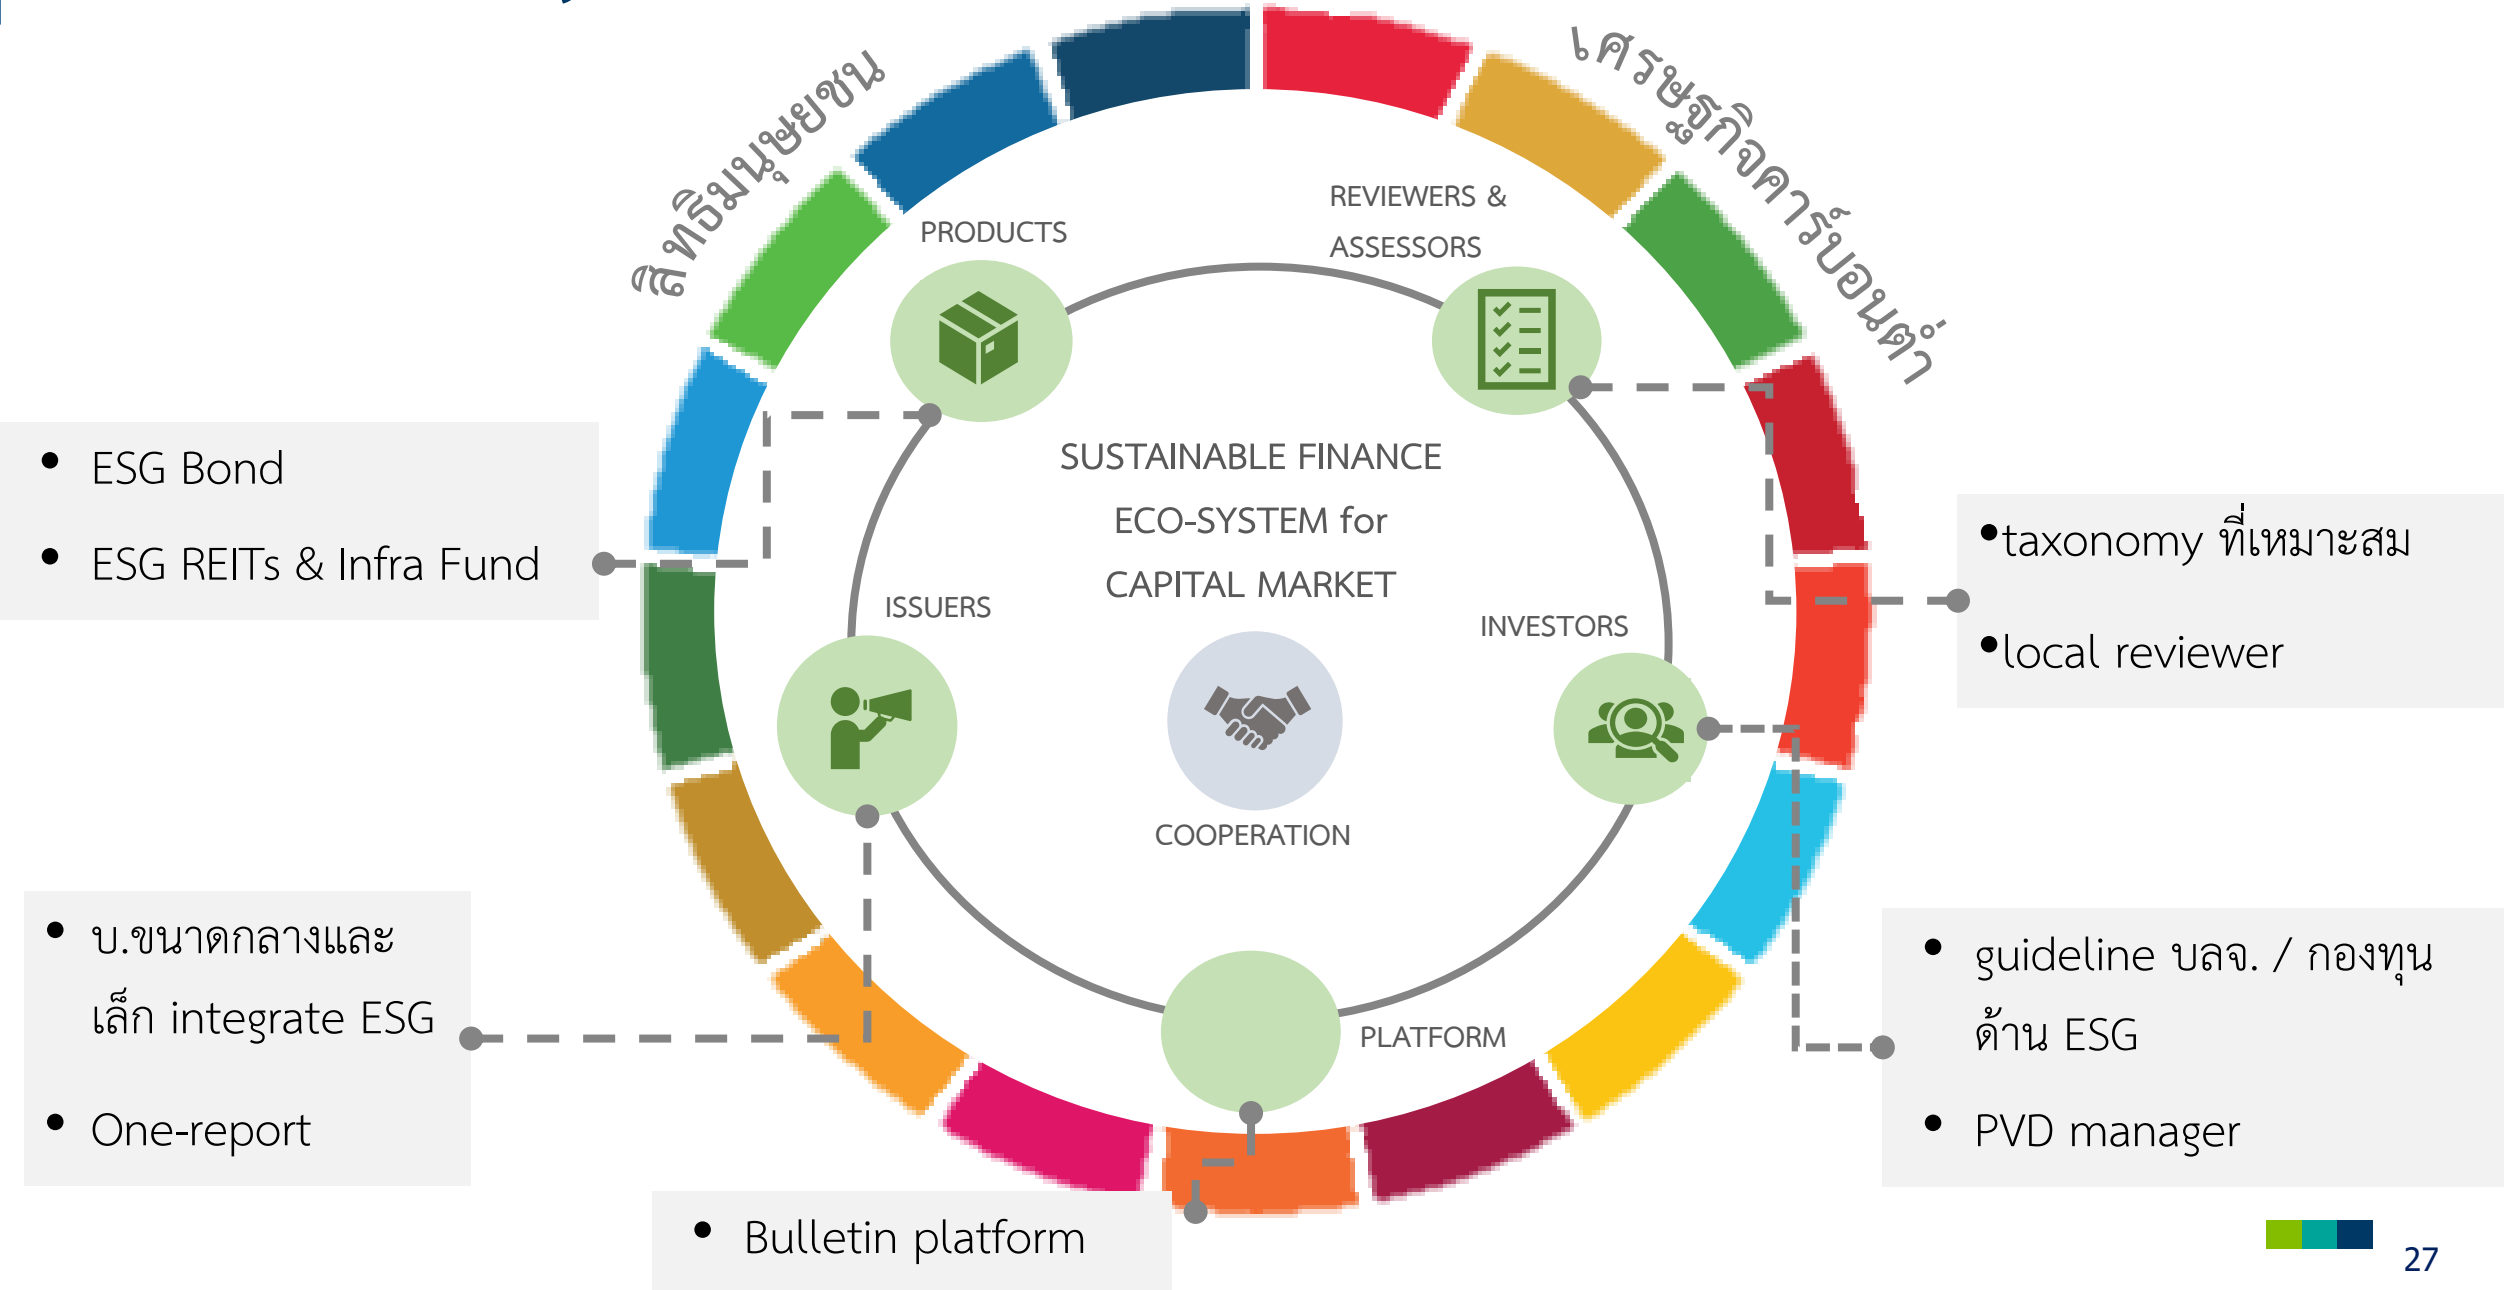 สิทธิมนุษยชน
เศรษฐกิจคาร์บอนต่ำ
REVIEWERS &
ASSESSORS
PRODUCTS
SUSTAINABLE FINANCE
ECO-SYSTEM for
CAPITAL MARKET
ISSUERS
INVESTORS
COOPERATION
PLATFORM
• ESG Bond
• ESG REITs & Infra Fund
•taxonomy ที่เหมาะสม
•local reviewer
• บ.ขนาดกลางและ
เล็ก integrate ESG
• One-report
• guideline บลจ. / กองทุน
ด้าน ESG
• PVD manager
• Bulletin platform
27